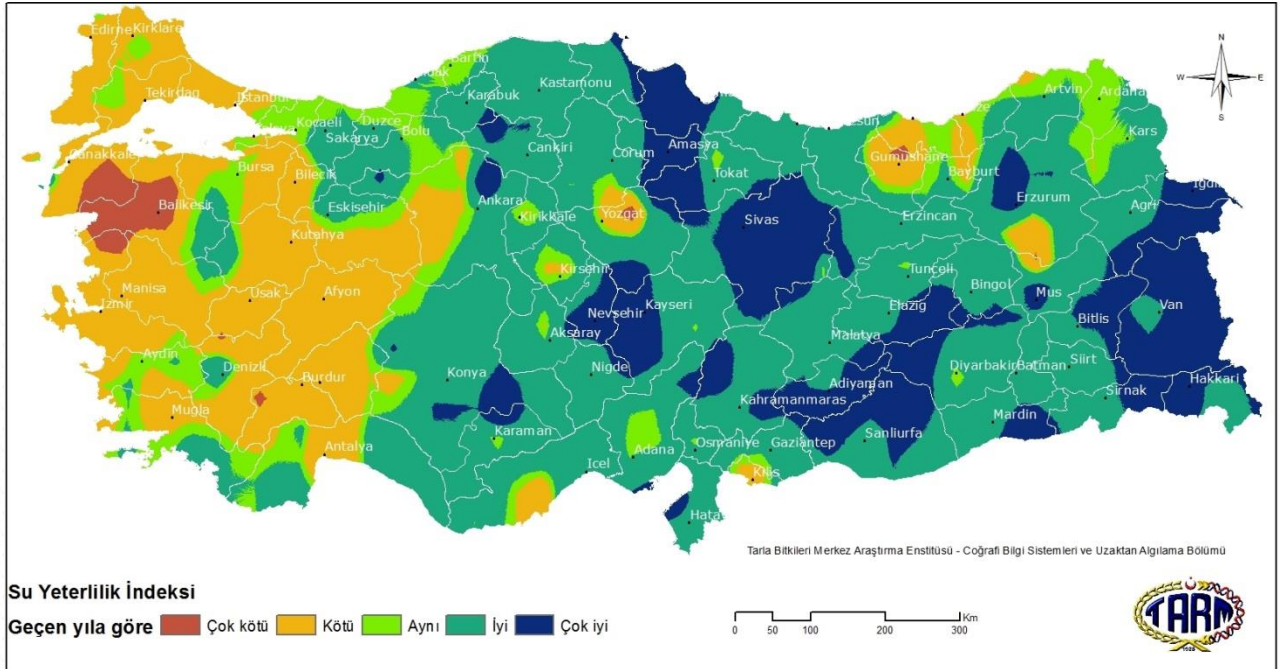 Edirne
Kirklare
Tekirdag
Istanbul
Kocaeli
Sakarya
Duzce
Bolu
Bartin
Karabuk
Kastamonu
Cankiri
Corum
Amasya
Tokat
Artvin
Ardaha
Kars
Gumushane
Bayburt
Erzurum
Erzincan
Agri
Igdir
Canakkale
Balikesir
Bursa
Bilecik
Eskisehir
Kutahya
Ankara
Kirikkale
Yozgat
Sivas
Kirsehir
Manisa
Izmir
Usak
Afyon
Nevsehir
Kayseri
Aksaray
Tunceli
Bingol
Mus
Elazig
Malatya
Bitlis
Van
Aydin
Denizli
Burdur
Mugla
Antalya
Konya
Karaman
Nigde
Kahramanmaras
Adiyaman
Diyarbakir
Batman
Siirt
Sirnak
Hakkari
Mardin
Sanliurfa
Icel
Adana
Osmaniye
Gaziantep
Kilis
Hata
N
W
E
S
Tarla Bitkileri Merkez Araştırma Enstitüsü - Coğrafi Bilgi Sistemleri ve Uzaktan Algılama Bölümü
Su Yeterlilik İndeksi
Geçen yıla göre Çok kötü Kötü Aynı İyi Çok iyi
0 50 100 200 300 Km
TARM